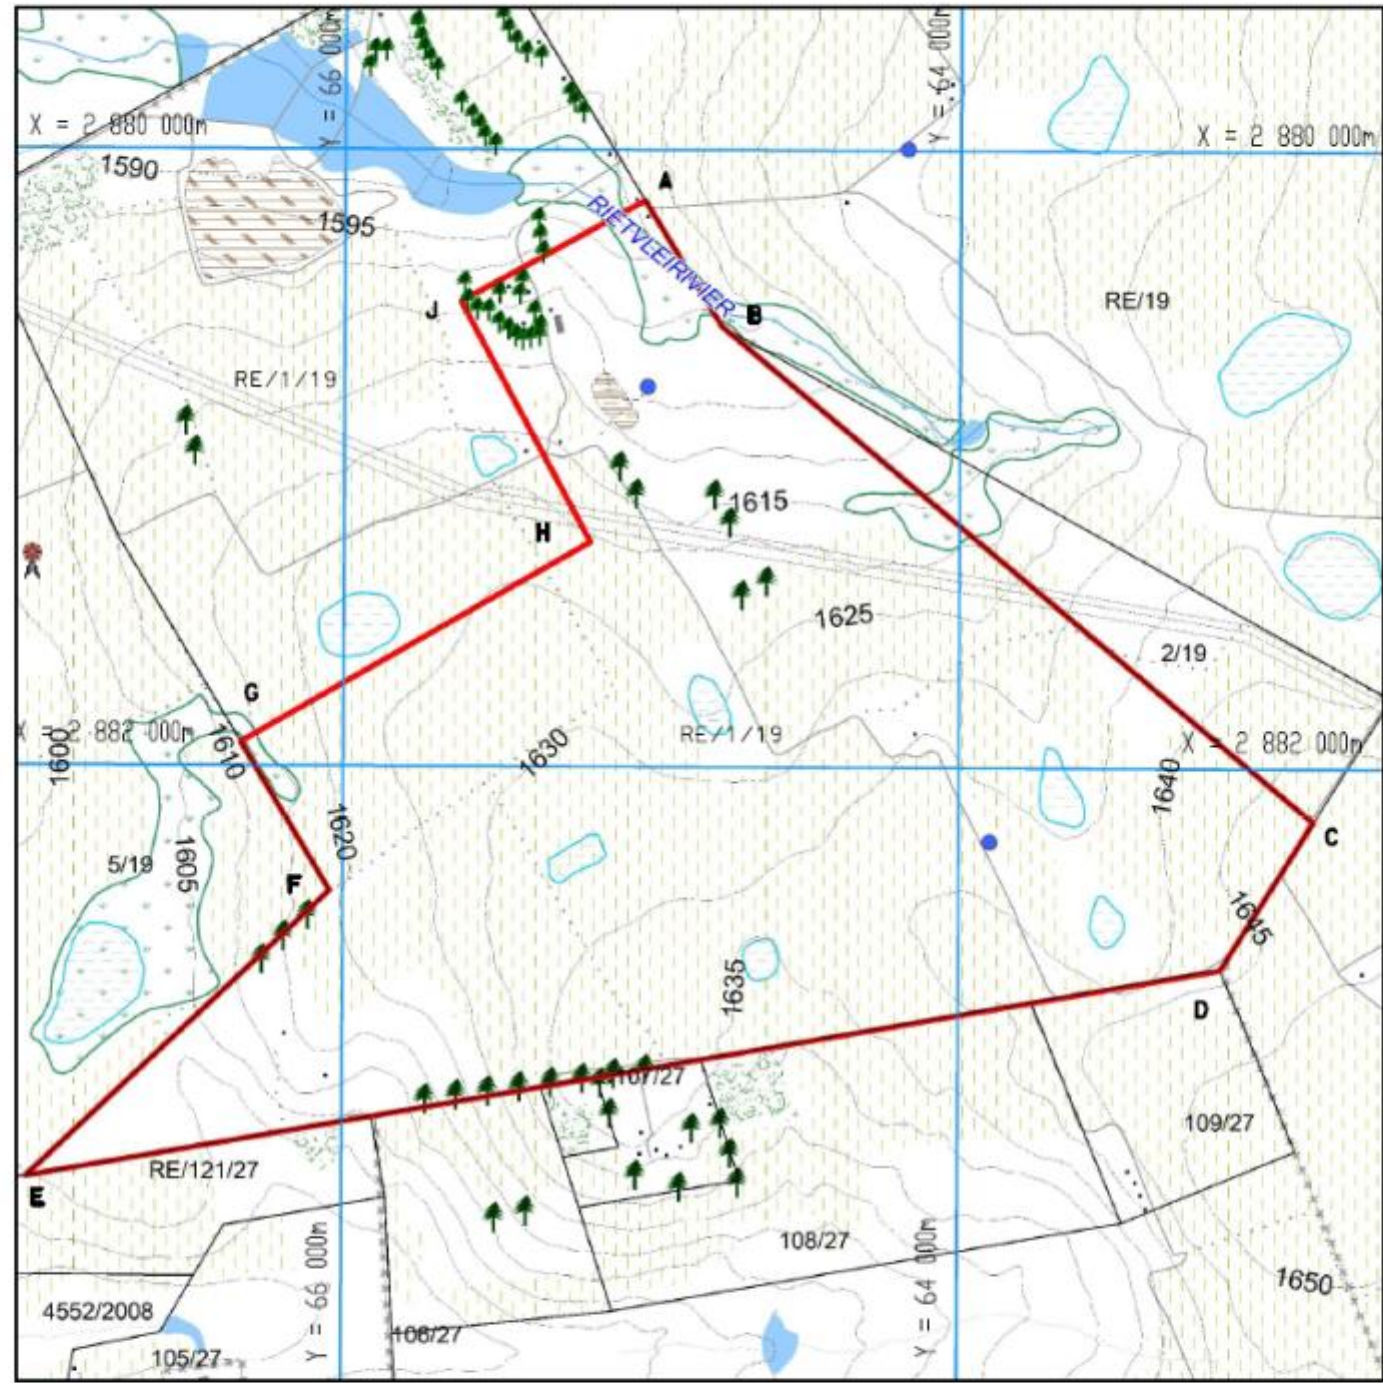 Y = 66 000m
Y = 64 000m
X = 2 880 000m
X = 2 880 000m
1590
A
1595
RIETVLEIRIVIER
RE/19
J
B
RE/1/19
1615
H
1625
2/19
G
X = 2 882 000m
1600
1610
1630
RE/1/19
X = 2 882 000m
1640
1620
C
5/19
1605
F
1645
1635
D
107/27
109/27
RE/121/27
E
108/27
Y = 66 000m
Y = 64 000m
1650
4552/2008
106/27
105/27